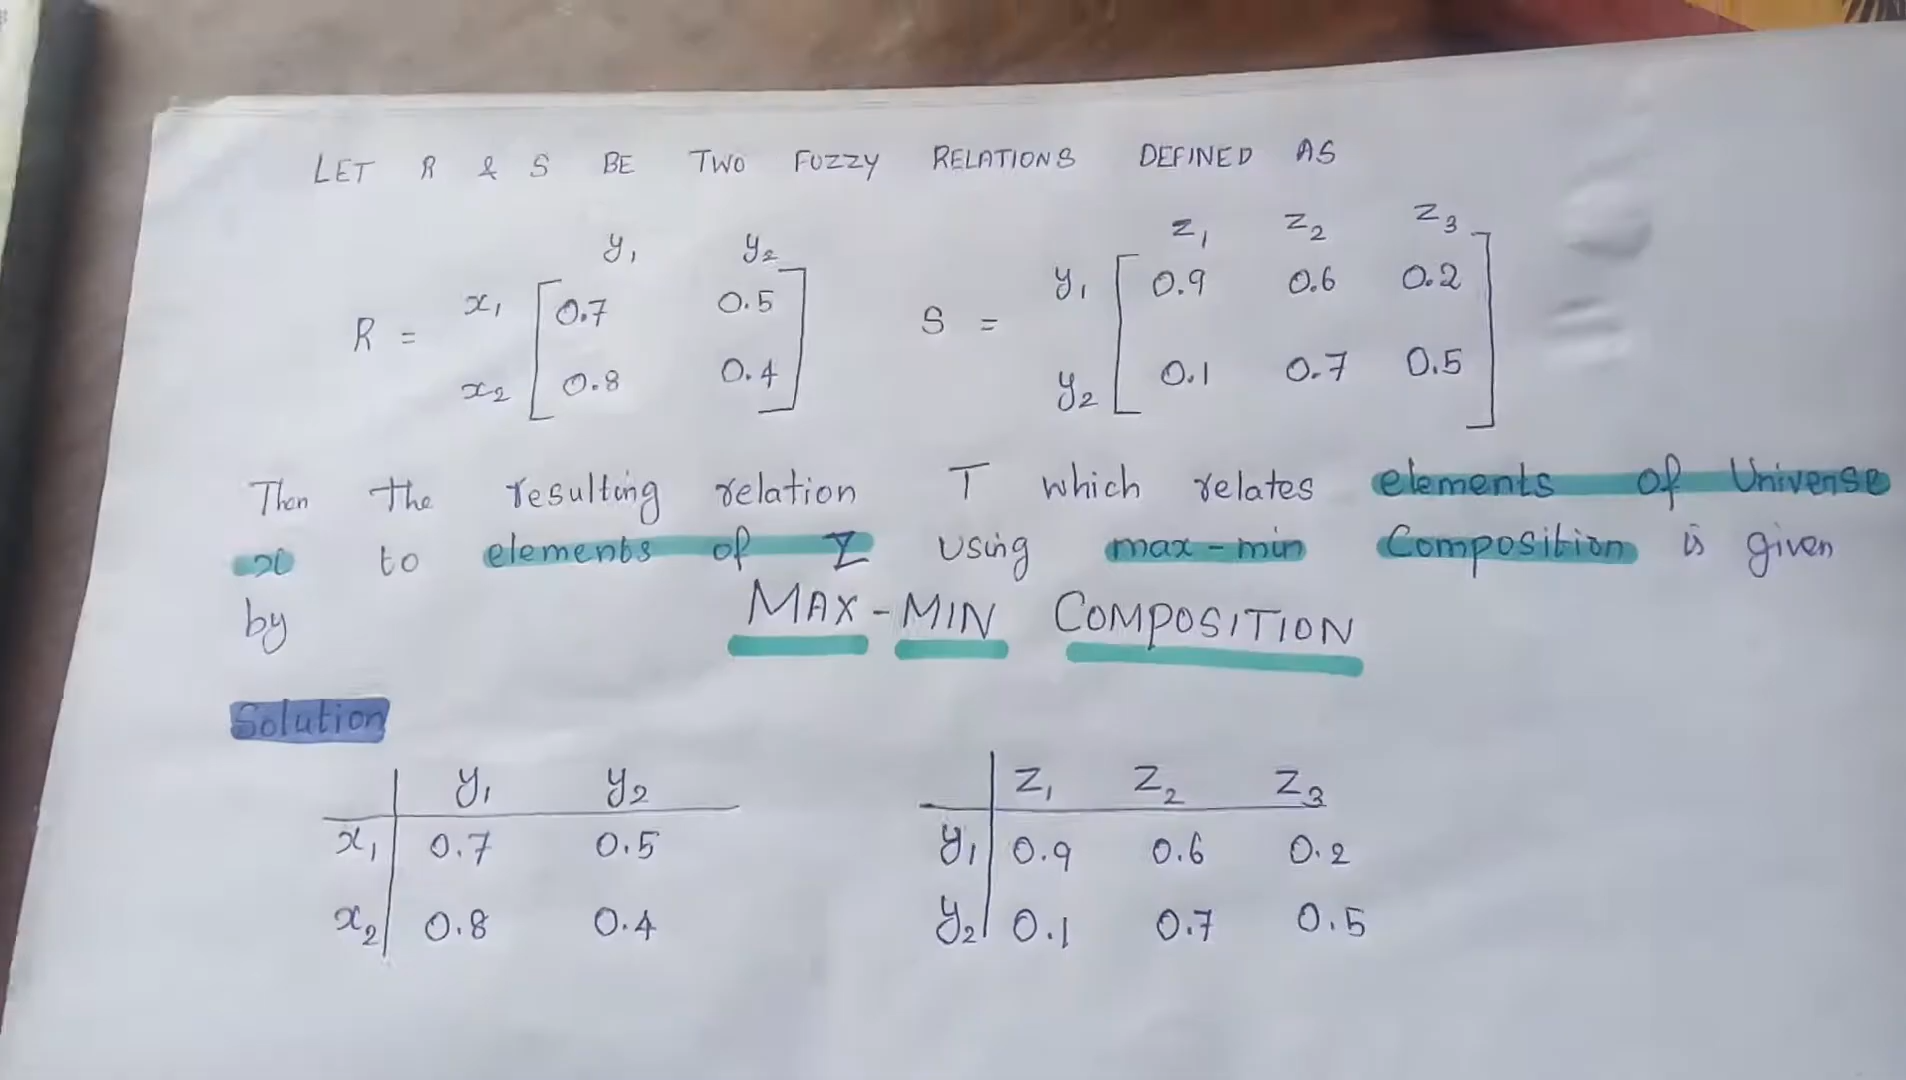 LET R & S BE TWO FUZZY RELATIONS DEFINED AS
y₁ y₂ z₁ z₂ z₃
R = x₁ 0.7 0.5 S = y₁ 0.9 0.6 0.2
x₂ 0.8 0.4 y₂ 0.1 0.7 0.5
Then the resulting relation T which relates elements of Universe
x to elements of Z using max-min Composition is given
by MAX-MIN COMPOSITION
Solution
y₁ y₂ z₁ z₂ z₃
x₁ 0.7 0.5 y₁ 0.9 0.6 0.2
x₂ 0.8 0.4 y₂ 0.1 0.7 0.5